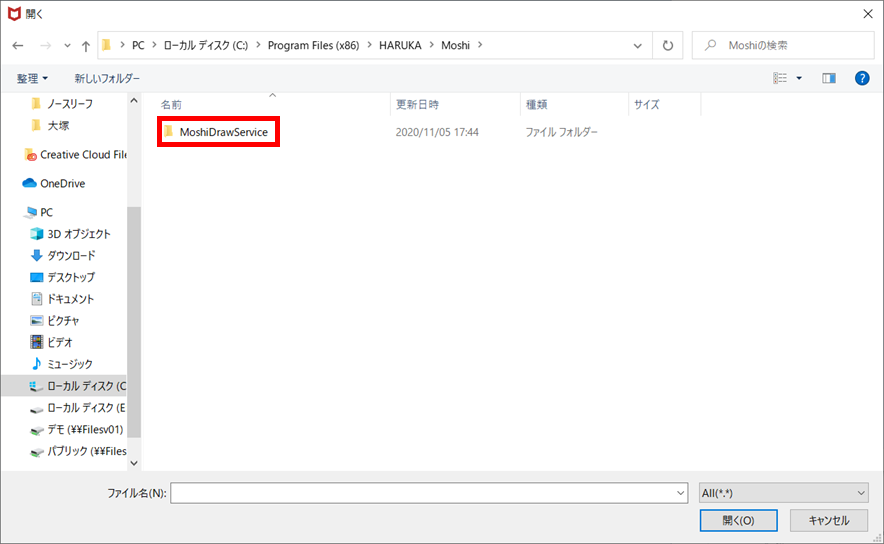 開く
PC > ローカル ディスク (C:) > Program Files (x86) > HARUKA > Moshi >
Moshiの検索
整理 新しいフォルダー
名前 更新日時 種類 サイズ
MoshiDrawService 2020/11/05 17:44 ファイル フォルダー
ノースリーフ
大塚
Creative Cloud File
OneDrive
PC
3D オブジェクト
ダウンロード
デスクトップ
ドキュメント
ピクチャ
ビデオ
ミュージック
ローカル ディスク (C
ローカル ディスク (E
デモ (¥¥Filesv01)
パブリック (¥¥Files
ファイル名(N):
All(*.*)
開く(O) キャンセル